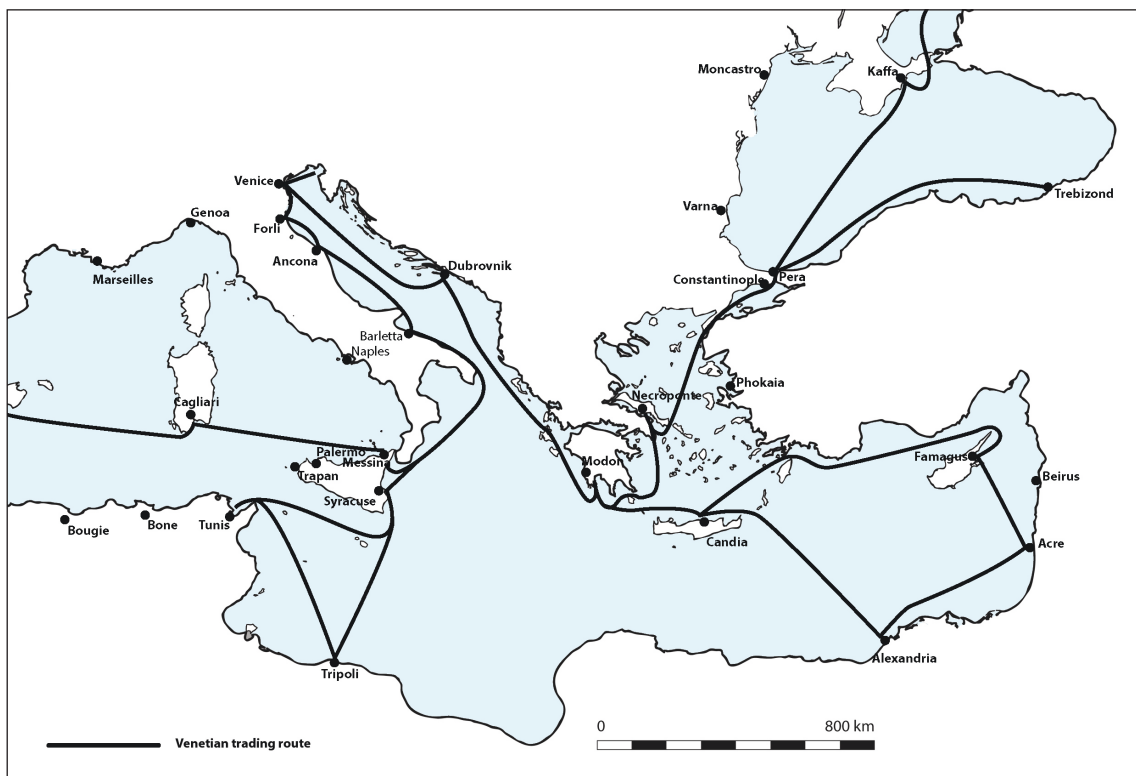 Moncastro
Kaffa
Venice
Trebizond
Genoa
Varna
Forli
Ancona
Dubrovnik
Marseilles
Constantinople
Pera
Barletta
Naples
Phokaia
Necroponte
Cagliari
Palermo
Messina
Trapan
Modon
Famagus
Syracuse
Beirus
Bougie
Bone
Tunis
Candia
Acre
Alexandria
Tripoli
0 800 km
Venetian trading route